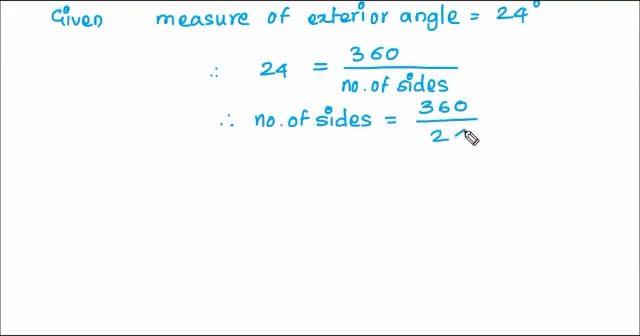 Given measure of exterior angle = 24°
∴ 24 = 360 / no. of sides
∴ no. of sides = 360 / 2